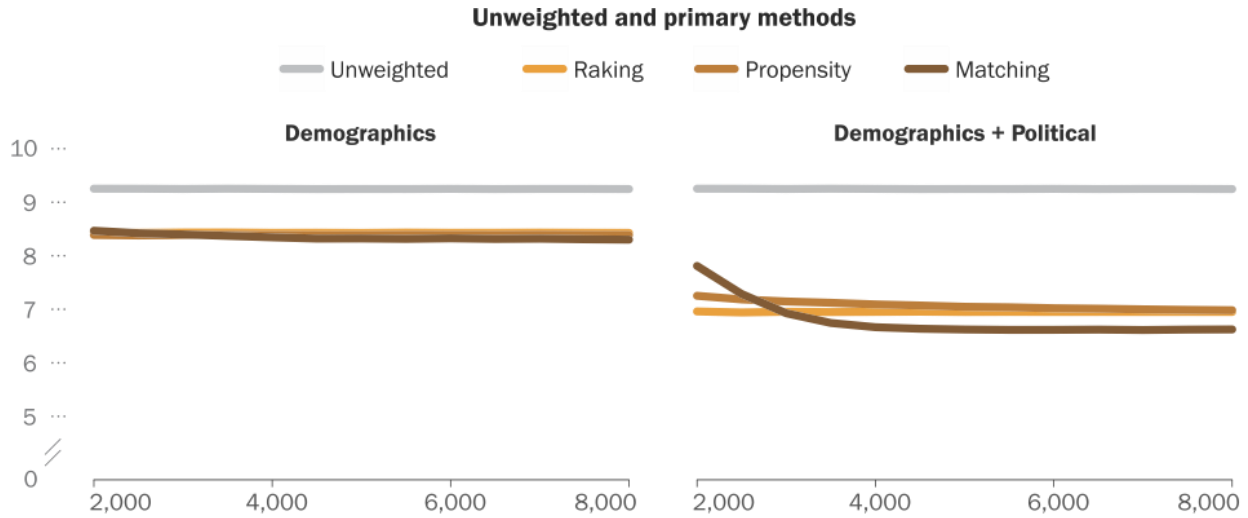 Unweighted and primary methods
Unweighted Raking Propensity Matching
Demographics Demographics + Political
10
9
8
7
6
5
0
2,000 4,000 6,000 8,000 2,000 4,000 6,000 8,000